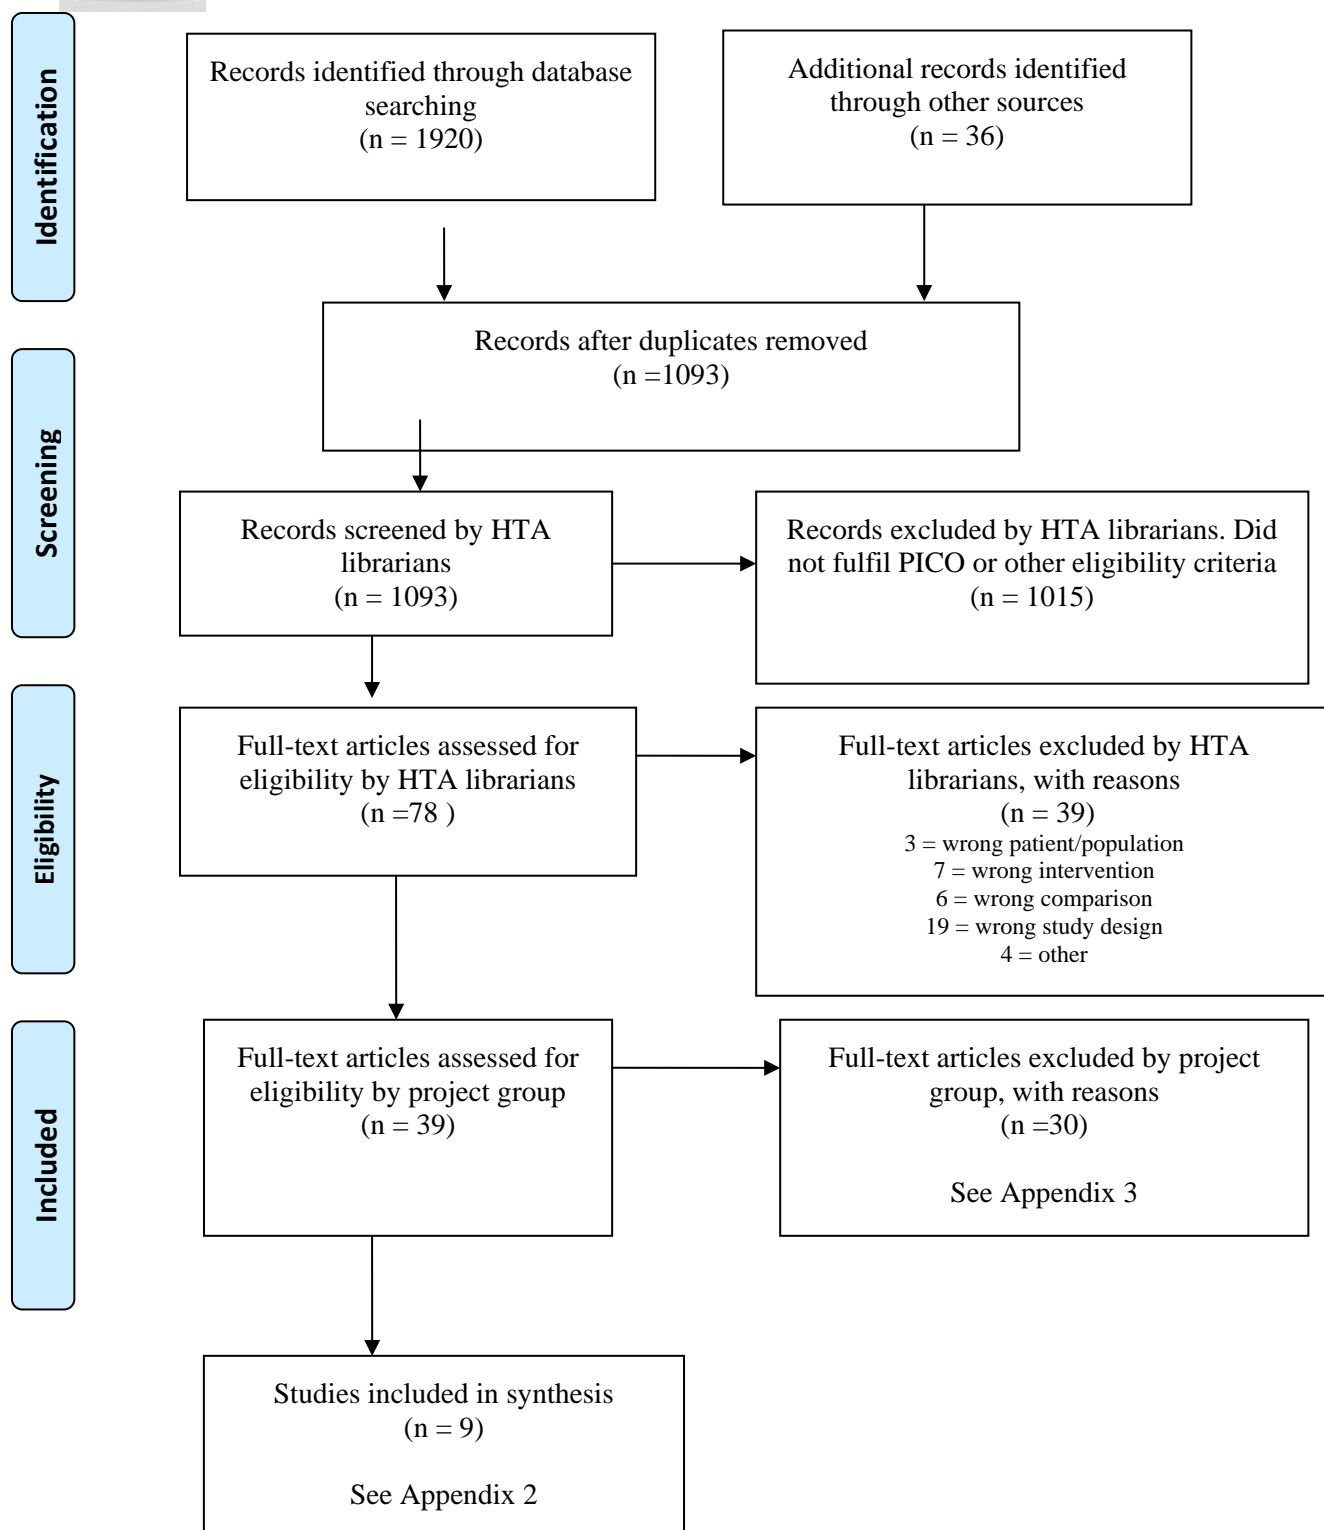 Identification
Records identified through database
searching
(n = 1920)
Additional records identified
through other sources
(n = 36)
Records after duplicates removed
(n =1093)
Screening
Records screened by HTA
librarians
(n = 1093)
Records excluded by HTA librarians. Did
not fulfil PICO or other eligibility criteria
(n = 1015)
Eligibility
Full-text articles assessed for
eligibility by HTA librarians
(n =78 )
Full-text articles excluded by HTA
librarians, with reasons
(n = 39)
3 = wrong patient/population
7 = wrong intervention
6 = wrong comparison
19 = wrong study design
4 = other
Included
Full-text articles assessed for
eligibility by project group
(n = 39)
Full-text articles excluded by project
group, with reasons
(n =30)
See Appendix 3
Studies included in synthesis
(n = 9)
See Appendix 2